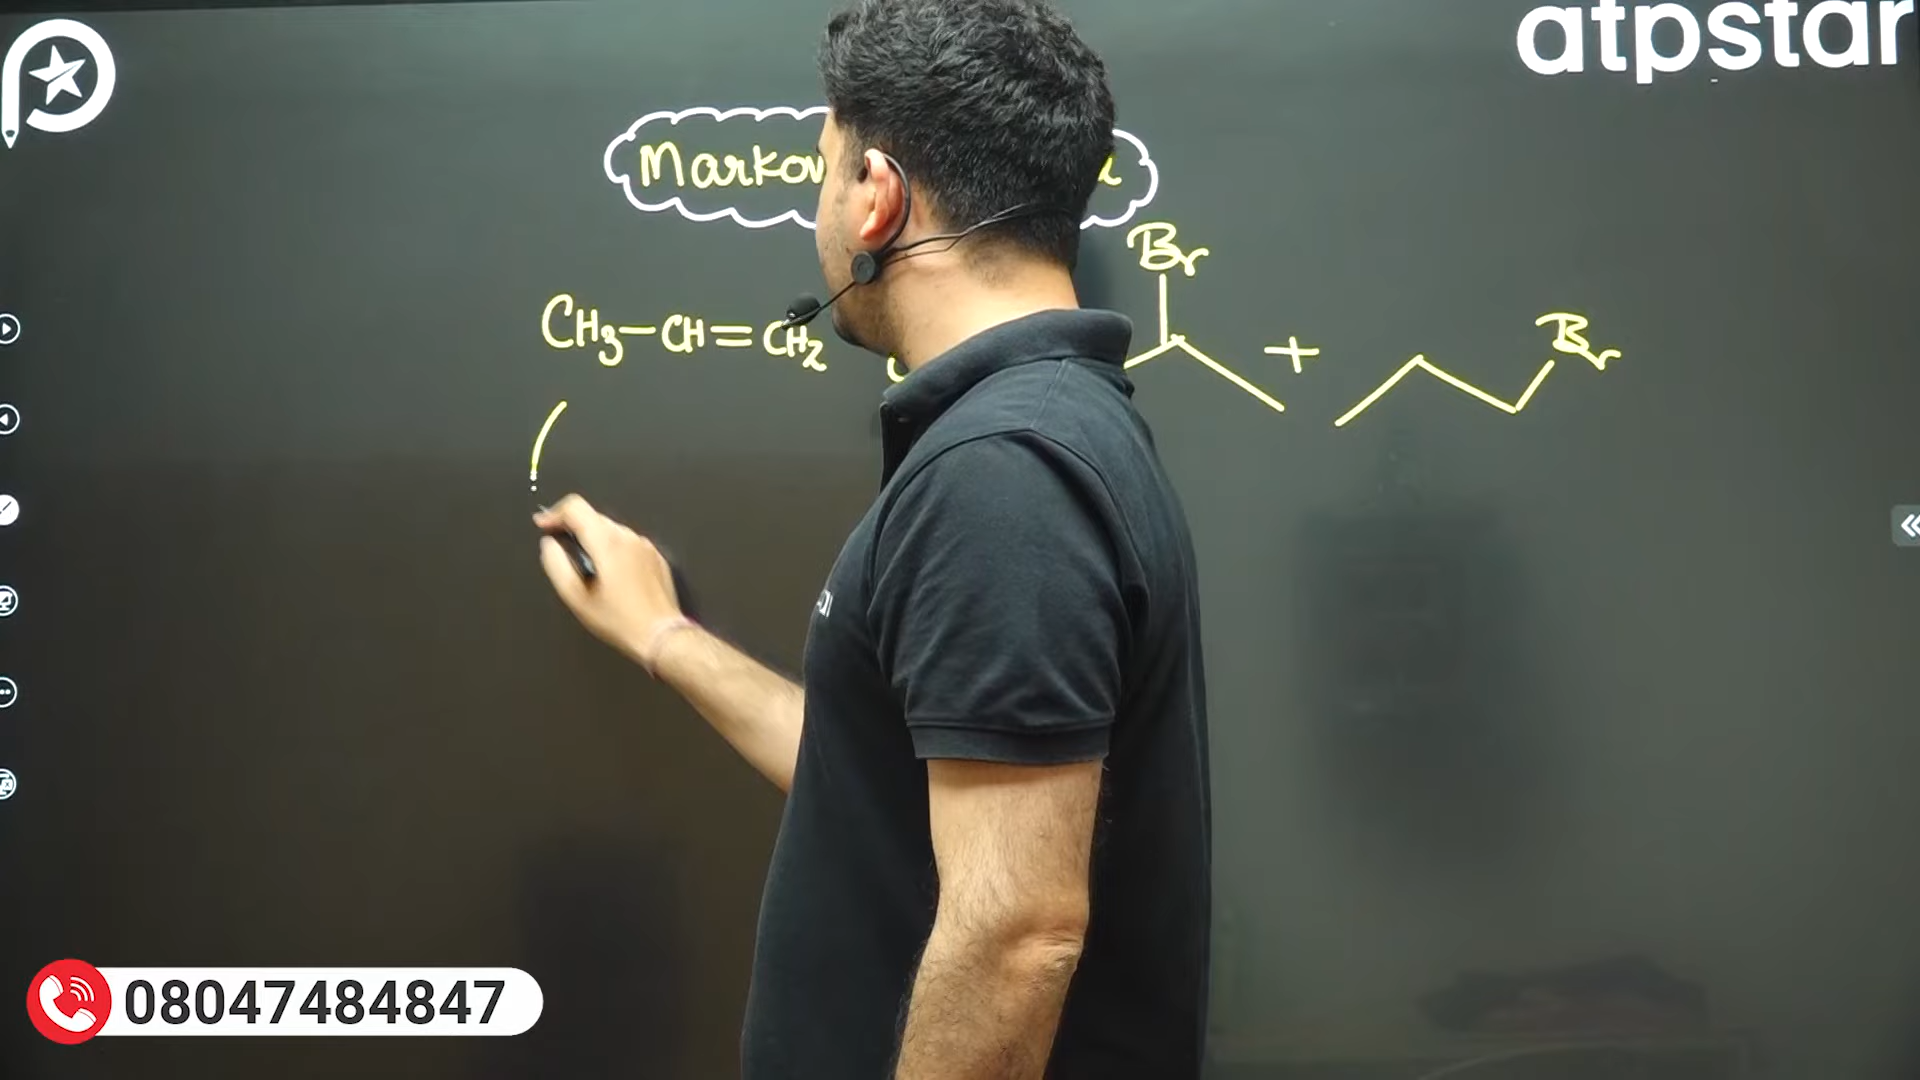 atpstar
Markov
Br
CH3-CH=CH2
+
Br
08047484847